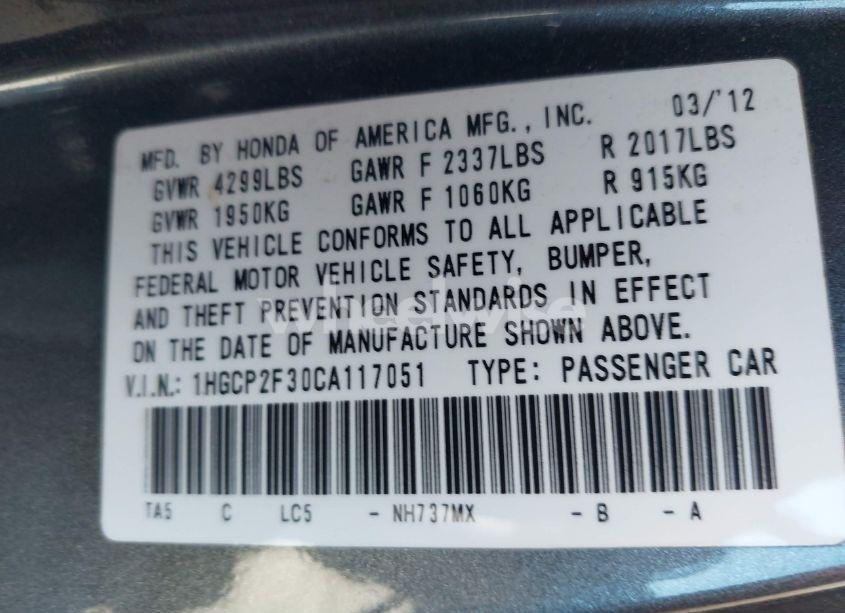 MFD. BY HONDA OF AMERICA MFG., INC. 03/'12
GVWR 4299LBS GAWR F 2337LBS R 2017LBS
GVWR 1950KG GAWR F 1060KG R 915KG
THIS VEHICLE CONFORMS TO ALL APPLICABLE
FEDERAL MOTOR VEHICLE SAFETY, BUMPER,
AND THEFT PREVENTION STANDARDS IN EFFECT
wheelwise
ON THE DATE OF MANUFACTURE SHOWN ABOVE.
V.I.N.: 1HGCP2F30CA117051 TYPE: PASSENGER CAR
TA5 C LC5 - NH737MX - B - A